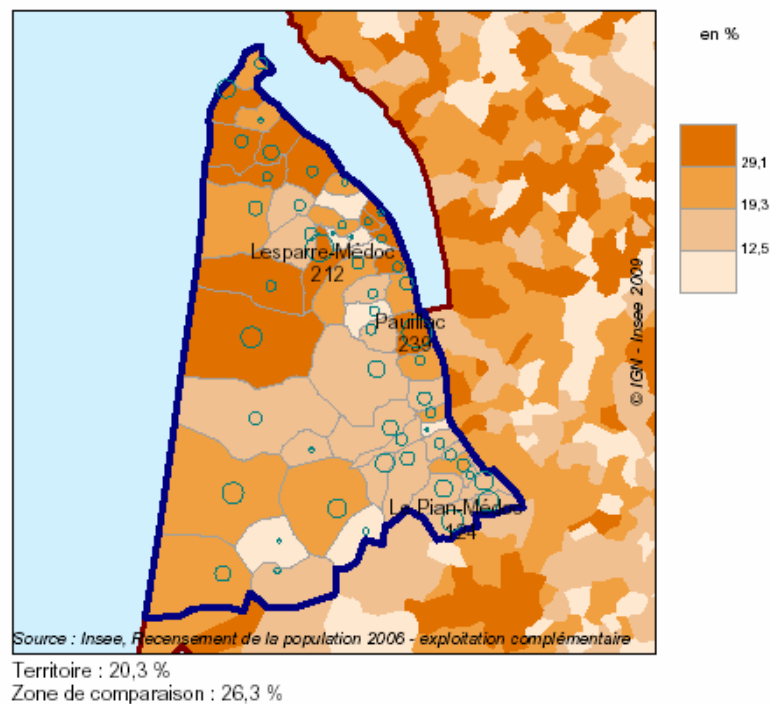 en %
29,1
19,3
12,5
Lesparre-Médoc
212
Pauillac
239
Le Pian-Médoc
124
© IGN - Insee 2009
Source : Insee, Recensement de la population 2006 - exploitation complémentaire
Territoire : 20,3 %
Zone de comparaison : 26,3 %